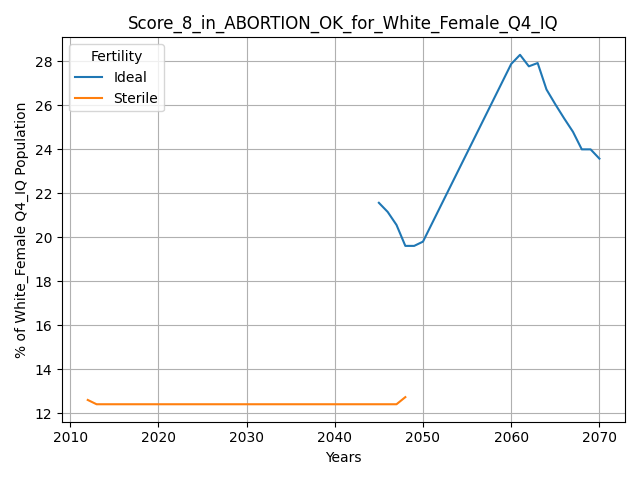 Score_8_in_ABORTION_OK_for_White_Female_Q4_IQ
% of White_Female Q4_IQ Population
28
26
24
22
20
18
16
14
12
Fertility
Ideal
Sterile
2010 2020 2030 2040 2050 2060 2070
Years